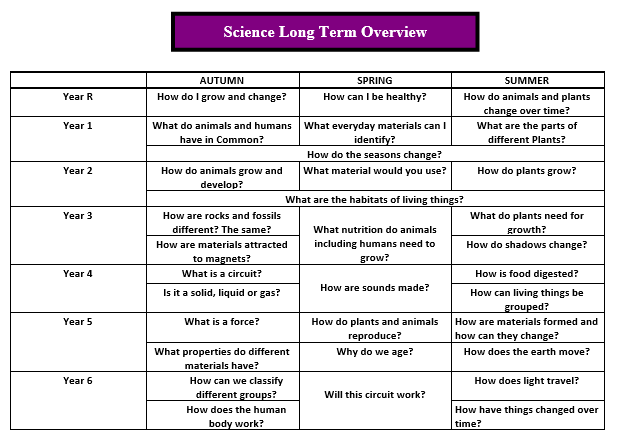 Science Long Term Overview
AUTUMN SPRING SUMMER
Year R How do I grow and change? How can I be healthy? How do animals and plants
change over time?
Year 1 What do animals and humans What everyday materials can I What are the parts of
have in Common? identify? different Plants?
How do the seasons change?
Year 2 How do animals grow and What material would you use? How do plants grow?
develop?
What are the habitats of living things?
Year 3 How are rocks and fossils What do plants need for
different? The same? What nutrition do animals growth?
How are materials attracted including humans need to How do shadows change?
to magnets? grow?
Year 4 What is a circuit? How is food digested?
How are sounds made?
Is it a solid, liquid or gas? How can living things be
grouped?
Year 5 What is a force? How do plants and animals How are materials formed and
reproduce? how can they change?
What properties do different Why do we age? How does the earth move?
materials have?
Year 6 How can we classify How does light travel?
different groups? Will this circuit work?
How does the human How have things changed over
body work? time?